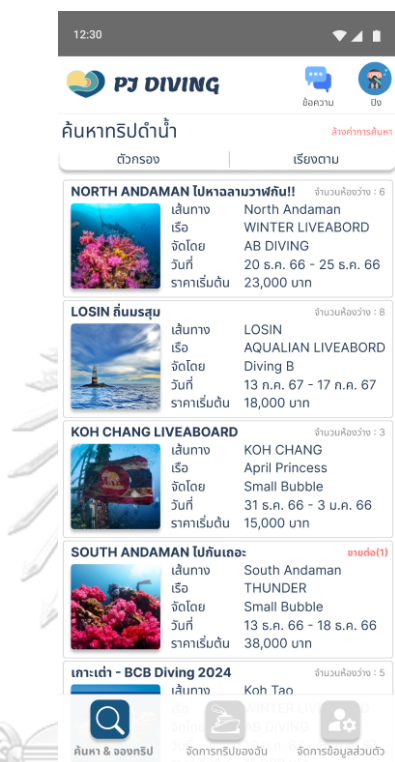 12:30
PJ DIVING
ข้อความ
ปิง
ค้นหาทริปดำน้ำ
ล้างค่าการค้นหา
ตัวกรอง
เรียงตาม
NORTH ANDAMAN ไปหาฉลามวาฬกัน!! จำนวนห้องว่าง : 6
เส้นทาง North Andaman
เรือ WINTER LIVEABORD
จัดโดย AB DIVING
วันที่ 20 ธ.ค. 66 - 25 ธ.ค. 66
ราคาเริ่มต้น 23,000 บาท
LOSIN ถิ่นมรสุม จำนวนห้องว่าง : 8
เส้นทาง LOSIN
เรือ AQUALIAN LIVEABORD
จัดโดย Diving B
วันที่ 13 ก.ค. 67 - 17 ก.ค. 67
ราคาเริ่มต้น 18,000 บาท
KOH CHANG LIVEABOARD จำนวนห้องว่าง : 3
เส้นทาง KOH CHANG
เรือ April Princess
จัดโดย Small Bubble
วันที่ 31 ธ.ค. 66 - 3 ม.ค. 66
ราคาเริ่มต้น 15,000 บาท
SOUTH ANDAMAN ไปกันเถอะ ขายต่อ(1)
เส้นทาง South Andaman
เรือ THUNDER
จัดโดย Small Bubble
วันที่ 13 ธ.ค. 66 - 18 ธ.ค. 66
ราคาเริ่มต้น 38,000 บาท
เกาะเต่า - BCB Diving 2024 จำนวนห้องว่าง : 5
เส้นทาง Koh Tao
เรือ WINTER LIVEABORD
จัดโดย AB DIVING
ค้นหา & จองทริป
จัดการทริปของฉัน
จัดการข้อมูลส่วนตัว